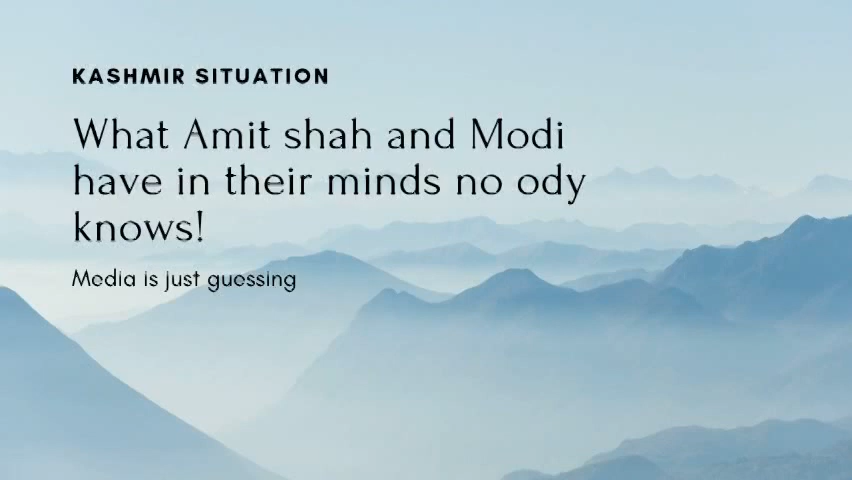 KASHMIR SITUATION
What Amit shah and Modi
have in their minds no ody
knows!
Media is just guessing